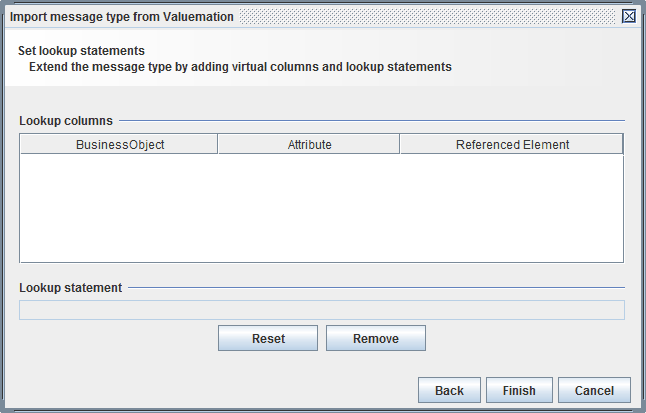 Import message type from Valuemation
Set lookup statements
Extend the message type by adding virtual columns and lookup statements
Lookup columns
BusinessObject Attribute Referenced Element
Lookup statement
Reset Remove
Back Finish Cancel